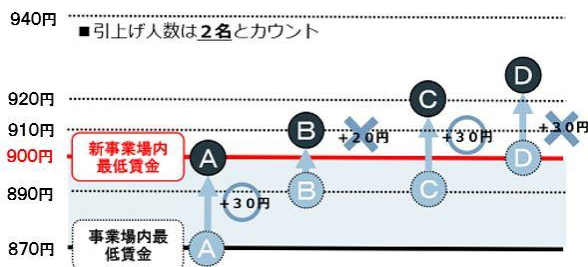 940円
■引上げ人数は２名とカウント
920円
910円
900円
890円
870円
新事業場内
最低賃金
事業場内最
低賃金
A
A
+３０円
B
B
+２０円
C
C
+３０円
D
D
+３０円